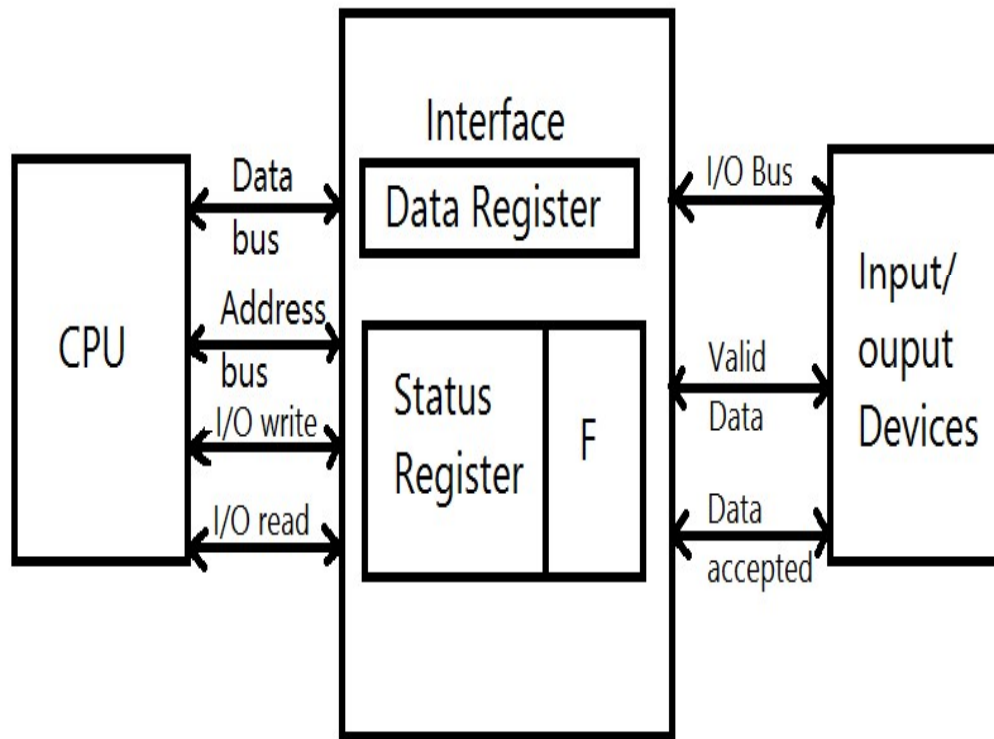 Interface
Data Register
Status
Register
F
CPU
Data
bus
Address
bus
I/O write
I/O read
I/O Bus
Valid
Data
Data
accepted
Input/
ouput
Devices